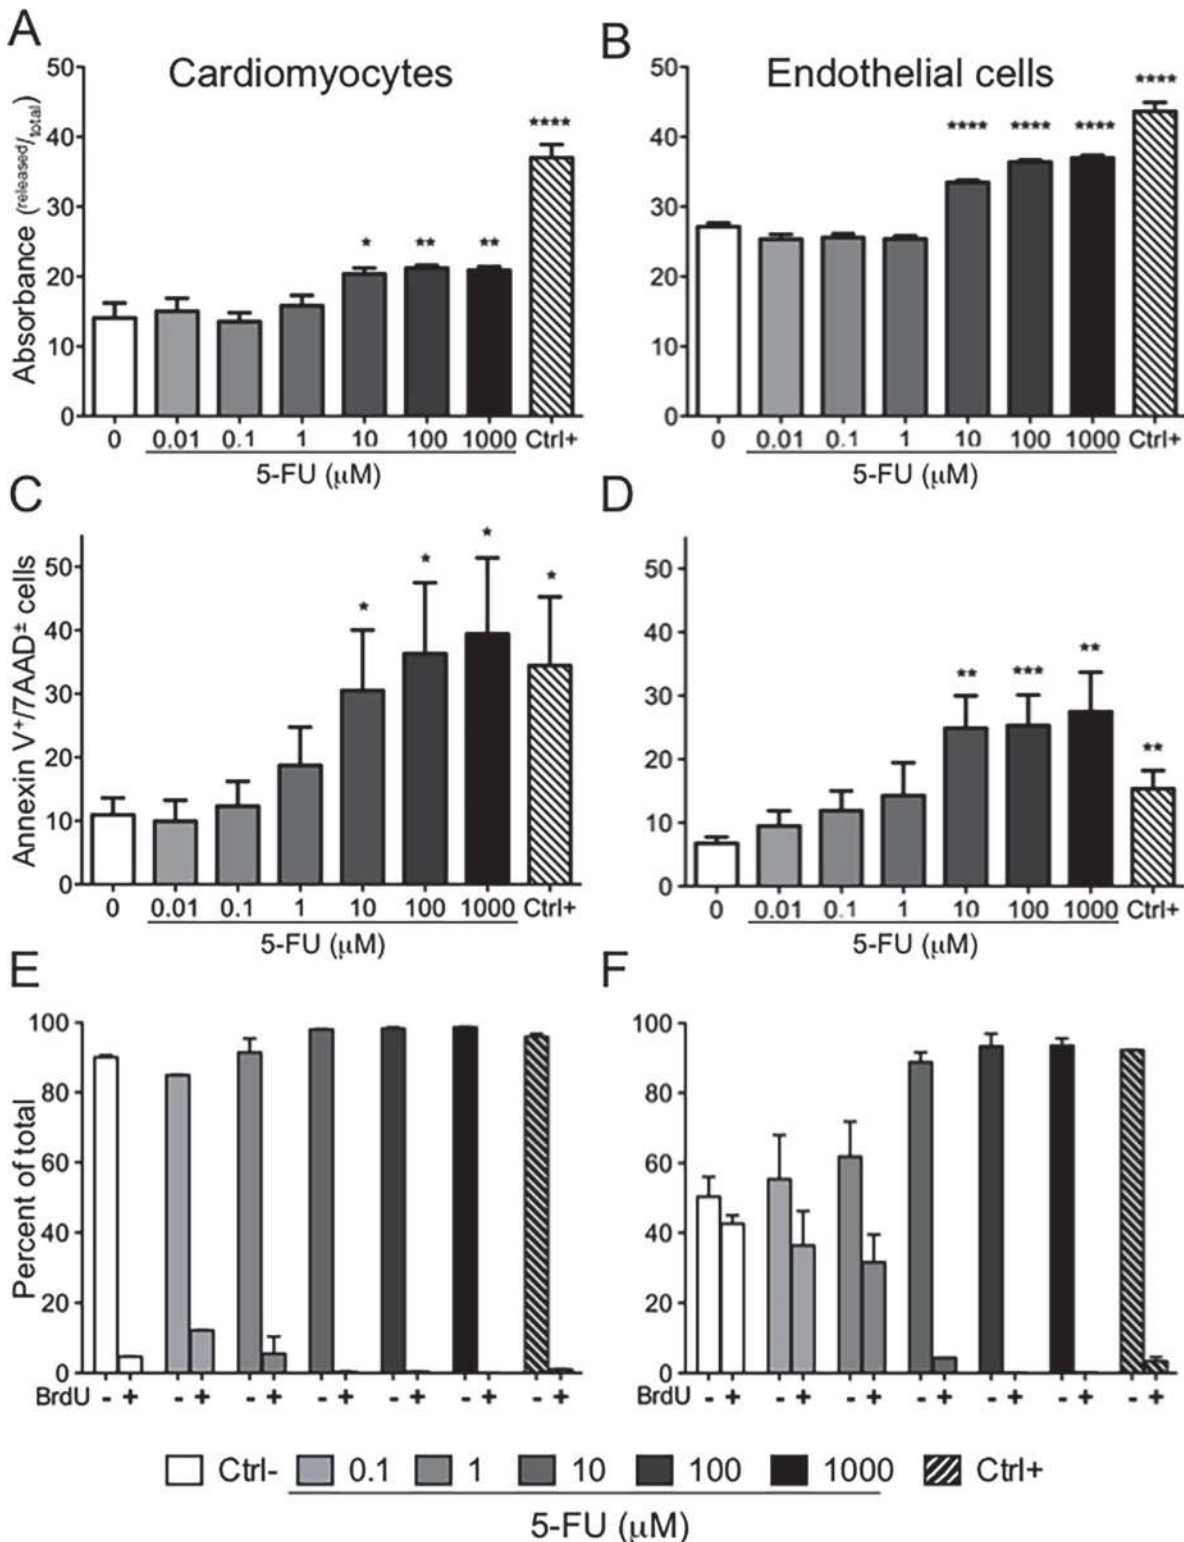 A
B
Cardiomyocytes
Endothelial cells
Absorbance (released/total)
50
40
30
20
10
0
****
*
**
**
50
40
30
20
10
0
****
****
****
****
0 0.01 0.1 1 10 100 1000 Ctrl+
5-FU (μM)
0 0.01 0.1 1 10 100 1000 Ctrl+
5-FU (μM)
C
D
Annexin V⁺/7AAD± cells
50
40
30
20
10
0
*
*
*
*
50
40
30
20
10
0
**
***
**
**
0 0.01 0.1 1 10 100 1000 Ctrl+
5-FU (μM)
0 0.01 0.1 1 10 100 1000 Ctrl+
5-FU (μM)
E
F
Percent of total
100
80
60
40
20
0
100
80
60
40
20
0
BrdU - + - + - + - + - + - + - +
BrdU - + - + - + - + - + - + - +
Ctrl- 0.1 1 10 100 1000 Ctrl+
5-FU (μM)